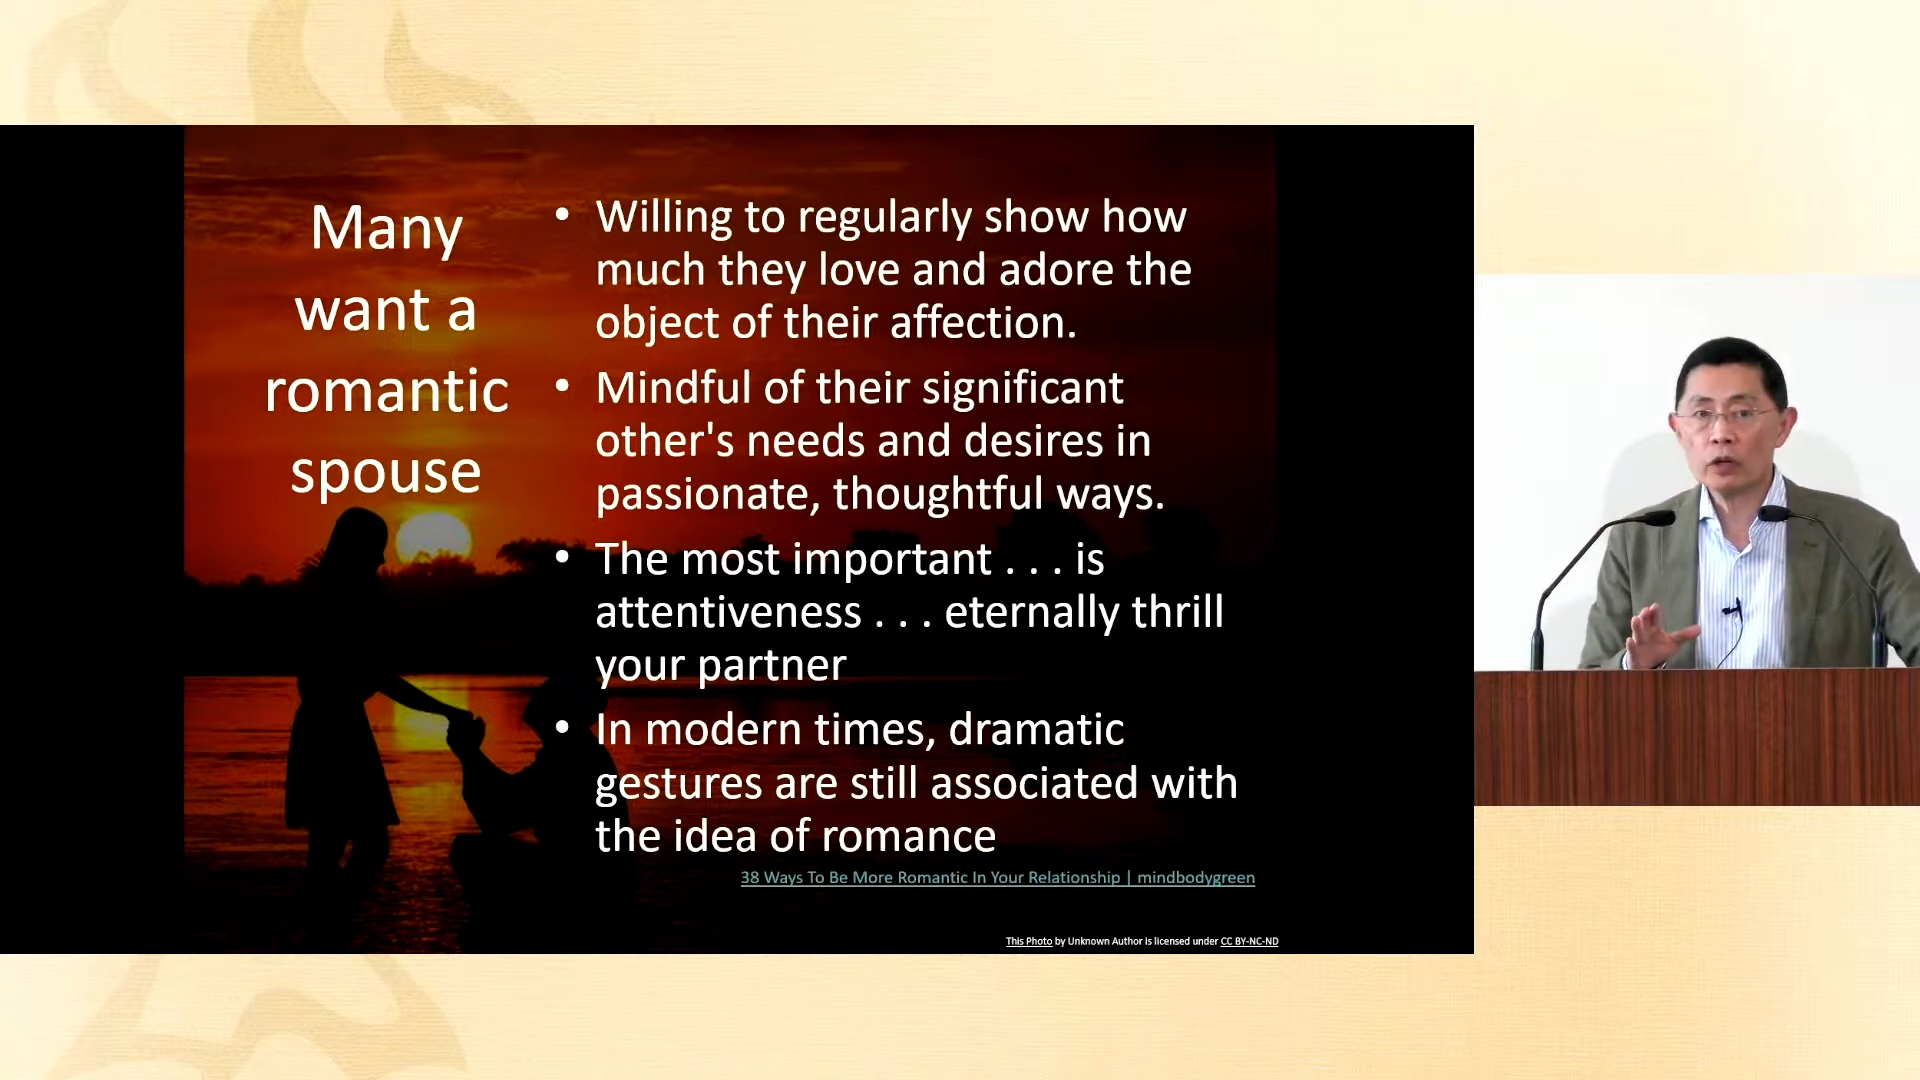 Many
want a
romantic
spouse
• Willing to regularly show how
much they love and adore the
object of their affection.
• Mindful of their significant
other's needs and desires in
passionate, thoughtful ways.
• The most important . . . is
attentiveness . . . eternally thrill
your partner
• In modern times, dramatic
gestures are still associated with
the idea of romance
38 Ways To Be More Romantic In Your Relationship | mindbodygreen
This Photo by Unknown Author is licensed under CC BY-NC-ND